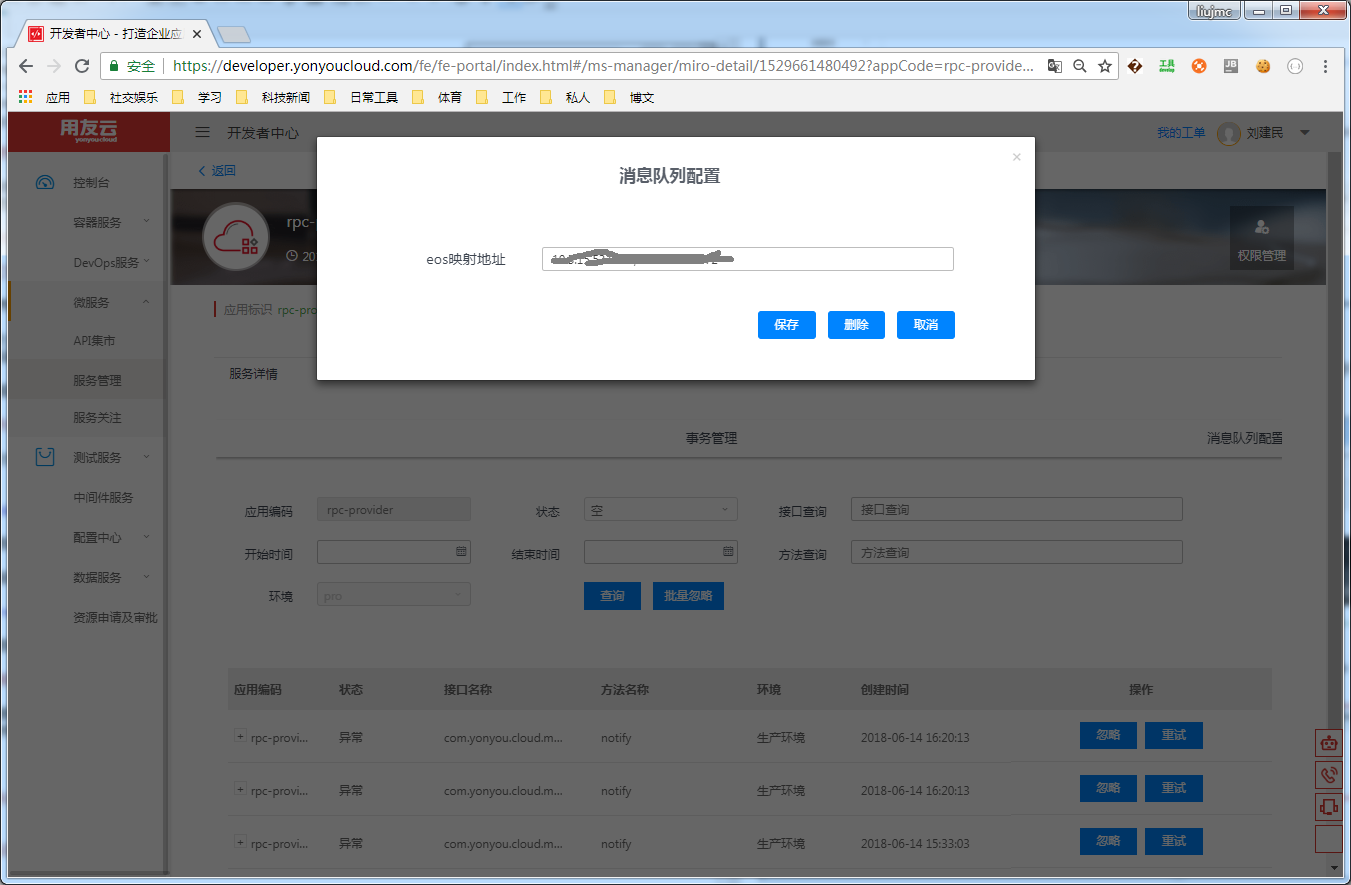 liujmc
开发者中心 - 打造企业应
安全 https://developer.yonyoucloud.com/fe/fe-portal/index.html#/ms-manager/miro-detail/1529661480492?appCode=rpc-provide...
应用 社交娱乐 学习 科技新闻 日常工具 体育 工作 私人 博文
用友云
yonyoucloud
开发者中心
我的工单 刘建民
返回
消息队列配置
控制台
容器服务
DevOps服务
微服务
API集市
服务管理
服务关注
测试服务
中间件服务
配置中心
数据服务
资源申请及审批
rpc-
20
权限管理
eos映射地址
保存 删除 取消
应用标识 rpc-pro
服务详情
事务管理 消息队列配置
应用编码 rpc-provider 状态 空 接口查询 接口查询
开始时间 结束时间 方法查询 方法查询
环境 pro 查询 批量忽略
应用编码 状态 接口名称 方法名称 环境 创建时间 操作
+ rpc-provi... 异常 com.yonyou.cloud.m... notify 生产环境 2018-06-14 16:20:13 忽略 重试
+ rpc-provi... 异常 com.yonyou.cloud.m... notify 生产环境 2018-06-14 16:20:13 忽略 重试
+ rpc-provi... 异常 com.yonyou.cloud.m... notify 生产环境 2018-06-14 15:33:03 忽略 重试